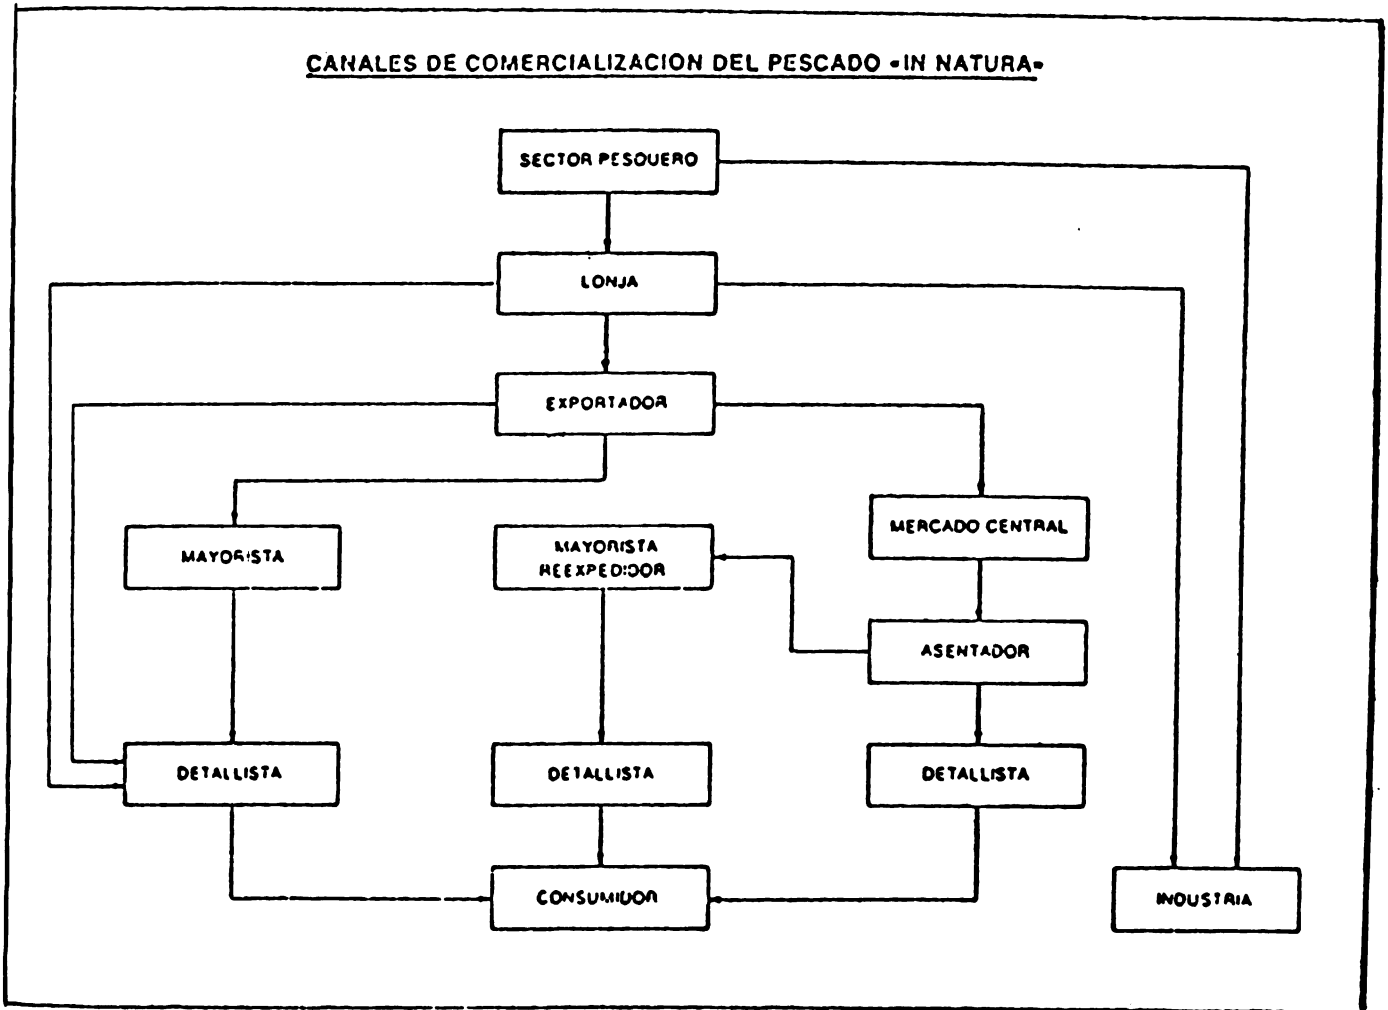 CANALES DE COMERCIALIZACION DEL PESCADO «IN NATURA»
SECTOR PESQUERO
LONJA
EXPORTADOR
MERCADO CENTRAL
MAYORISTA
MAYORISTA
REEXPEDIDOR
ASENTADOR
DETALLISTA
DETALLISTA
DETALLISTA
CONSUMIDOR
INDUSTRIA